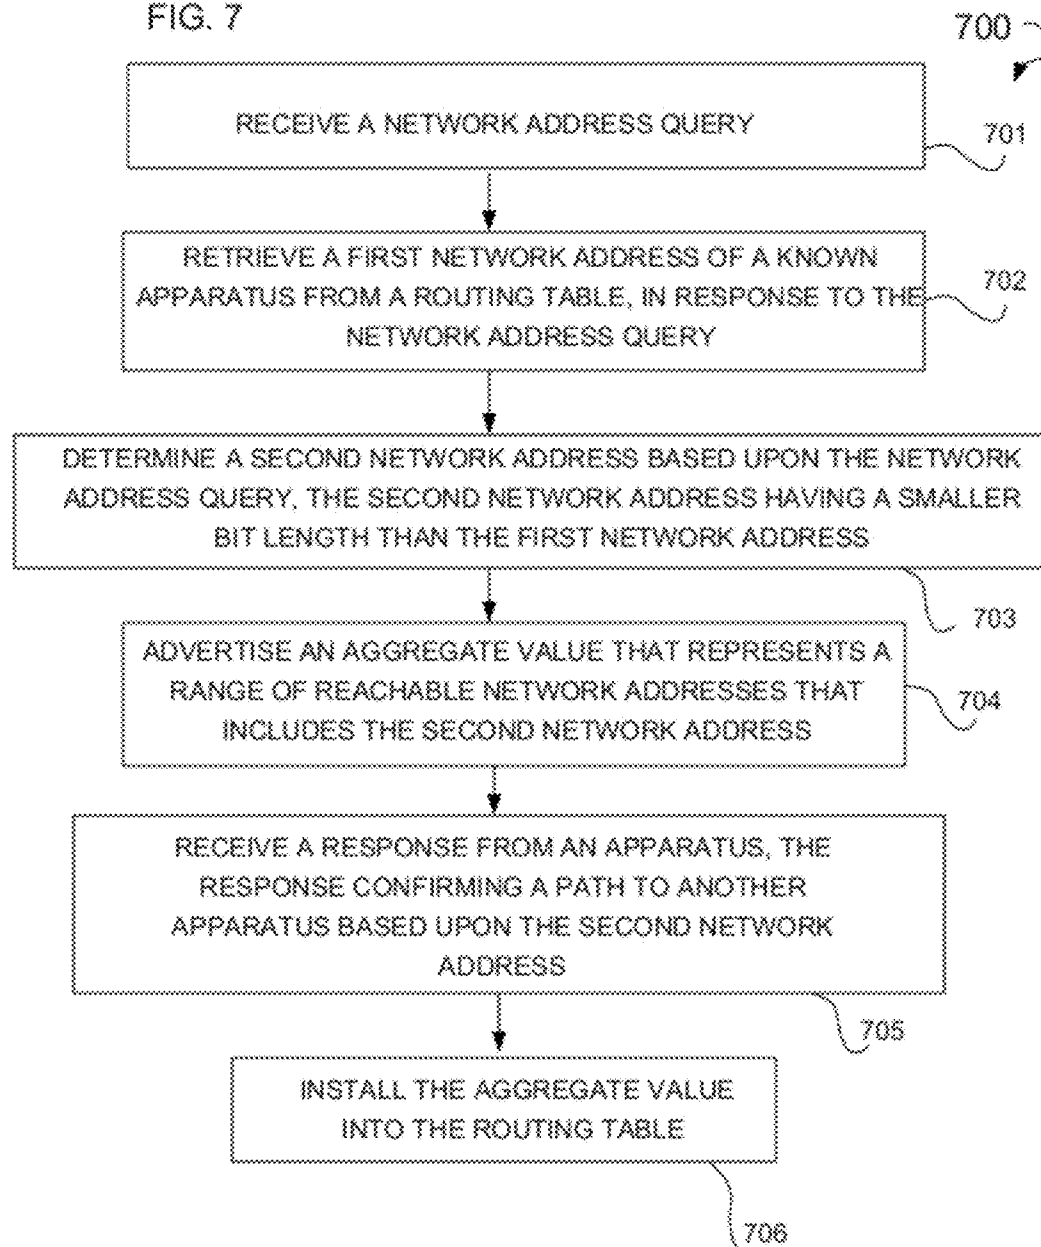 FIG. 7
700
RECEIVE A NETWORK ADDRESS QUERY
701
RETRIEVE A FIRST NETWORK ADDRESS OF A KNOWN
APPARATUS FROM A ROUTING TABLE, IN RESPONSE TO THE
NETWORK ADDRESS QUERY
702
DETERMINE A SECOND NETWORK ADDRESS BASED UPON THE NETWORK
ADDRESS QUERY, THE SECOND NETWORK ADDRESS HAVING A SMALLER
BIT LENGTH THAN THE FIRST NETWORK ADDRESS
703
ADVERTISE AN AGGREGATE VALUE THAT REPRESENTS A
RANGE OF REACHABLE NETWORK ADDRESSES THAT
INCLUDES THE SECOND NETWORK ADDRESS
704
RECEIVE A RESPONSE FROM AN APPARATUS, THE
RESPONSE CONFIRMING A PATH TO ANOTHER
APPARATUS BASED UPON THE SECOND NETWORK
ADDRESS
705
INSTALL THE AGGREGATE VALUE
INTO THE ROUTING TABLE
706